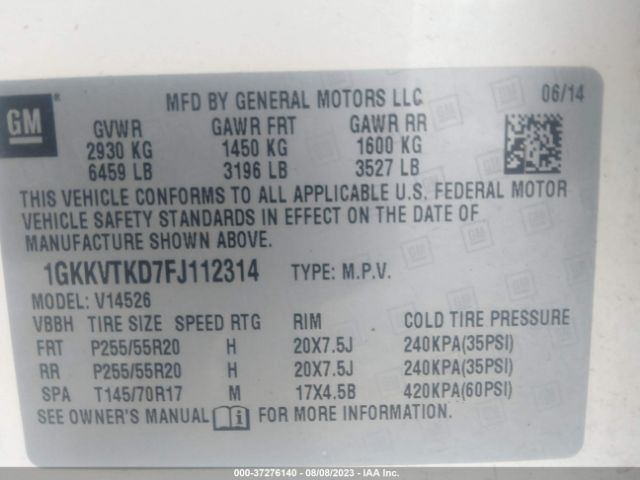 MFD BY GENERAL MOTORS LLC 06/14
GM
GVWR GAWR FRT GAWR RR
2930 KG 1450 KG 1600 KG
6459 LB 3196 LB 3527 LB
THIS VEHICLE CONFORMS TO ALL APPLICABLE U.S. FEDERAL MOTOR
VEHICLE SAFETY STANDARDS IN EFFECT ON THE DATE OF
MANUFACTURE SHOWN ABOVE.
1GKKVTKD7FJ112314 TYPE: M.P.V.
MODEL: V14526
VBBH TIRE SIZE SPEED RTG RIM COLD TIRE PRESSURE
FRT P255/55R20 H 20X7.5J 240KPA(35PSI)
RR P255/55R20 H 20X7.5J 240KPA(35PSI)
SPA T145/70R17 M 17X4.5B 420KPA(60PSI)
SEE OWNER'S MANUAL i FOR MORE INFORMATION.
000-37276140 - 08/08/2023 - IAA Inc.